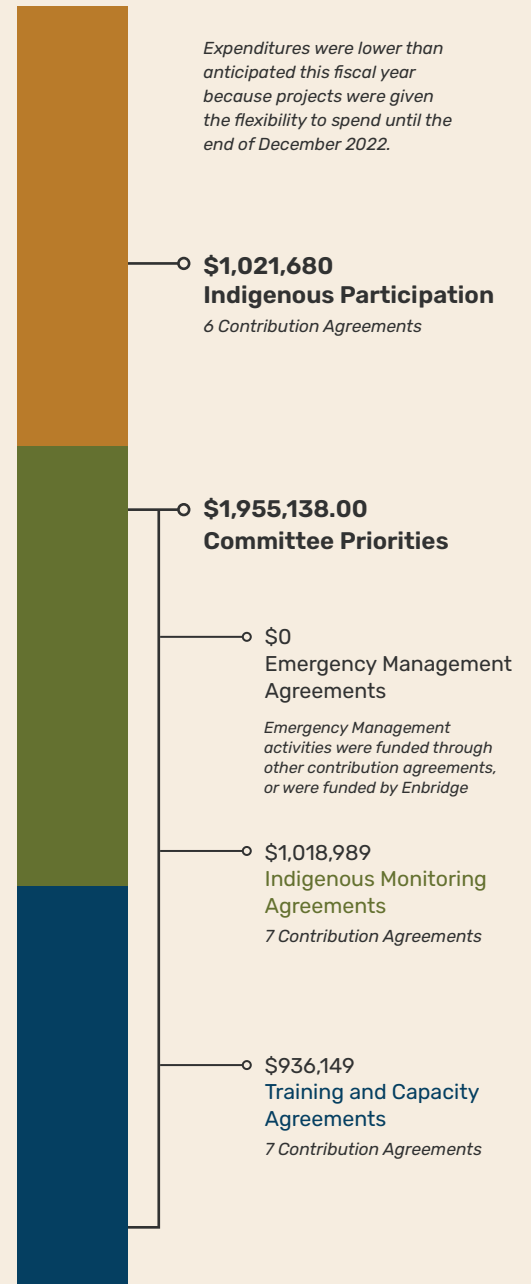 Expenditures were lower than
anticipated this fiscal year
because projects were given
the flexibility to spend until the
end of December 2022.
$1,021,680
Indigenous Participation
6 Contribution Agreements
$1,955,138.00
Committee Priorities
$0
Emergency Management
Agreements
Emergency Management
activities were funded through
other contribution agreements,
or were funded by Enbridge
$1,018,989
Indigenous Monitoring
Agreements
7 Contribution Agreements
$936,149
Training and Capacity
Agreements
7 Contribution Agreements